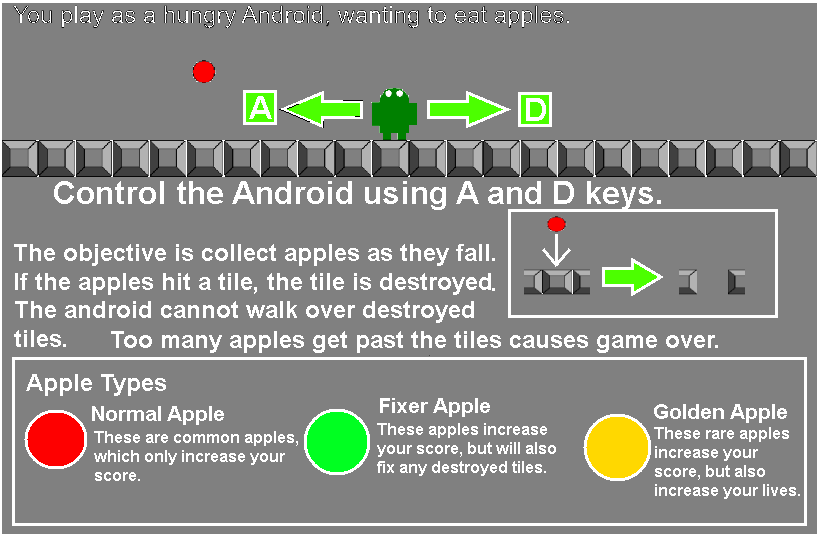 You play as a hungry Android, wanting to eat apples.
A
D
Control the Android using A and D keys.
The objective is collect apples as they fall.
If the apples hit a tile, the tile is destroyed.
The android cannot walk over destroyed
tiles. Too many apples get past the tiles causes game over.
Apple Types
Normal Apple
These are common apples,
which only increase your
score.
Fixer Apple
These apples increase
your score, but will also
fix any destroyed tiles.
Golden Apple
These rare apples
increase your
score, but also
increase your lives.